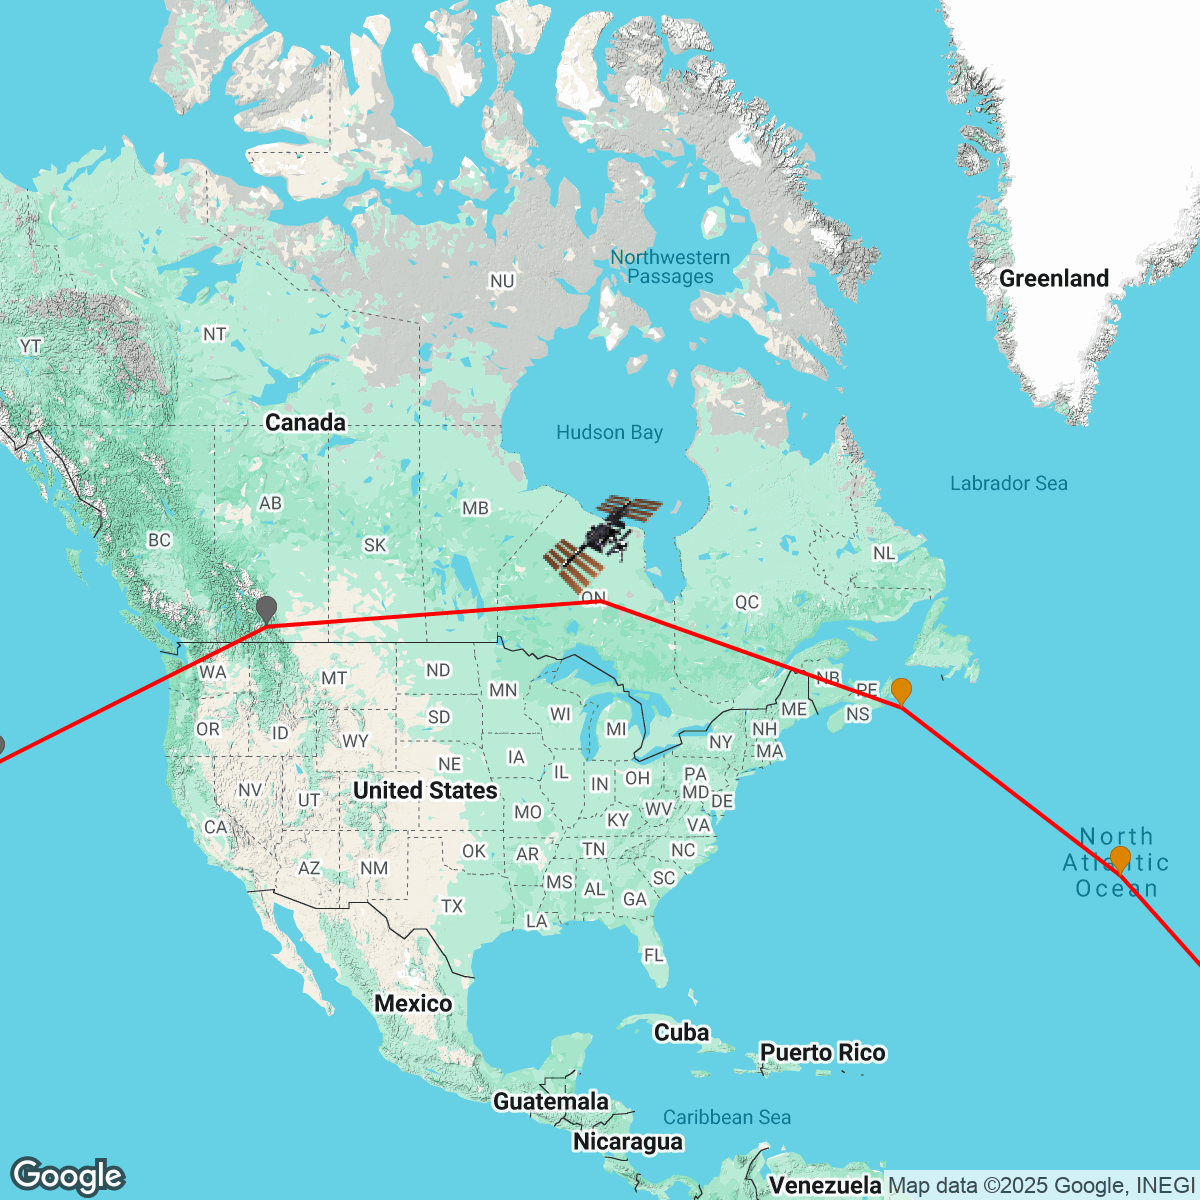 Northwestern
Passages
Greenland
NU
NT
YT
Canada
Hudson Bay
Labrador Sea
AB
MB
BC
SK
NL
ON
QC
WA
MT
ND
NB
PE
MN
ME
NS
OR
ID
SD
WI
MI
NH
WY
NY
MA
NE
IA
IL
IN
OH
PA
NV
UT
United States
MD
DE
MO
KY
WV
CA
VA
North
Atlantic
Ocean
AZ
NM
OK
AR
TN
NC
MS
AL
SC
TX
GA
LA
FL
Mexico
Cuba
Puerto Rico
Guatemala
Caribbean Sea
Nicaragua
Venezuela
Google
Map data ©2025 Google, INEGI